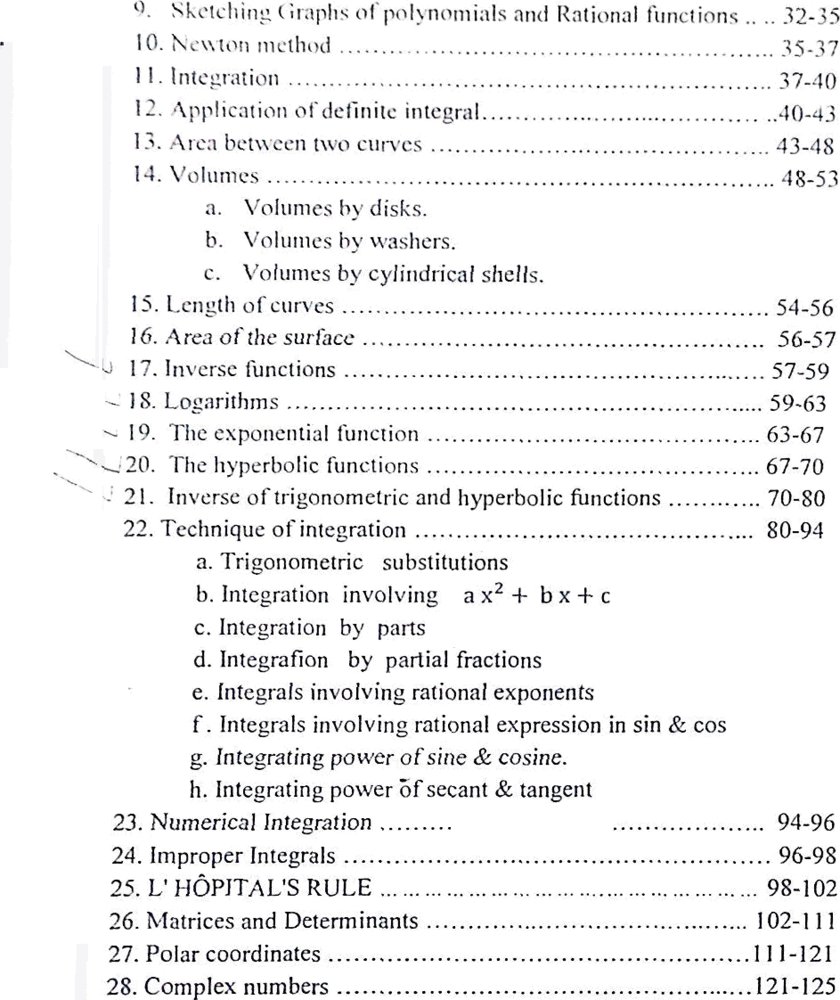 9. Sketching Graphs of polynomials and Rational functions .. .. 32-35
10. Newton method ........................................................ 35-37
11. Integration ............................................................ 37-40
12. Application of definite integral....................................... ..40-43
13. Area between two curves ............................................ 43-48
14. Volumes ................................................................. 48-53
a. Volumes by disks.
b. Volumes by washers.
c. Volumes by cylindrical shells.
15. Length of curves ...................................................... 54-56
16. Area of the surface ................................................... 56-57
17. Inverse functions ...................................................... 57-59
18. Logarithms ............................................................. 59-63
19. The exponential function ........................................... 63-67
20. The hyperbolic functions ........................................... 67-70
21. Inverse of trigonometric and hyperbolic functions ............ 70-80
22. Technique of integration ............................................ 80-94
a. Trigonometric substitutions
b. Integration involving a x² + b x + c
c. Integration by parts
d. Integrafion by partial fractions
e. Integrals involving rational exponents
f . Integrals involving rational expression in sin & cos
g. Integrating power of sine & cosine.
h. Integrating power of secant & tangent
23. Numerical Integration .......... ................... 94-96
24. Improper Integrals ...................................................... 96-98
25. L' HÔPITAL'S RULE ... ... ... ... ... ... ... ... ... ... ... ... ... ... ... ... 98-102
26. Matrices and Determinants .......................................... 102-111
27. Polar coordinates ......................................................111-121
28. Complex numbers ......................................................121-125